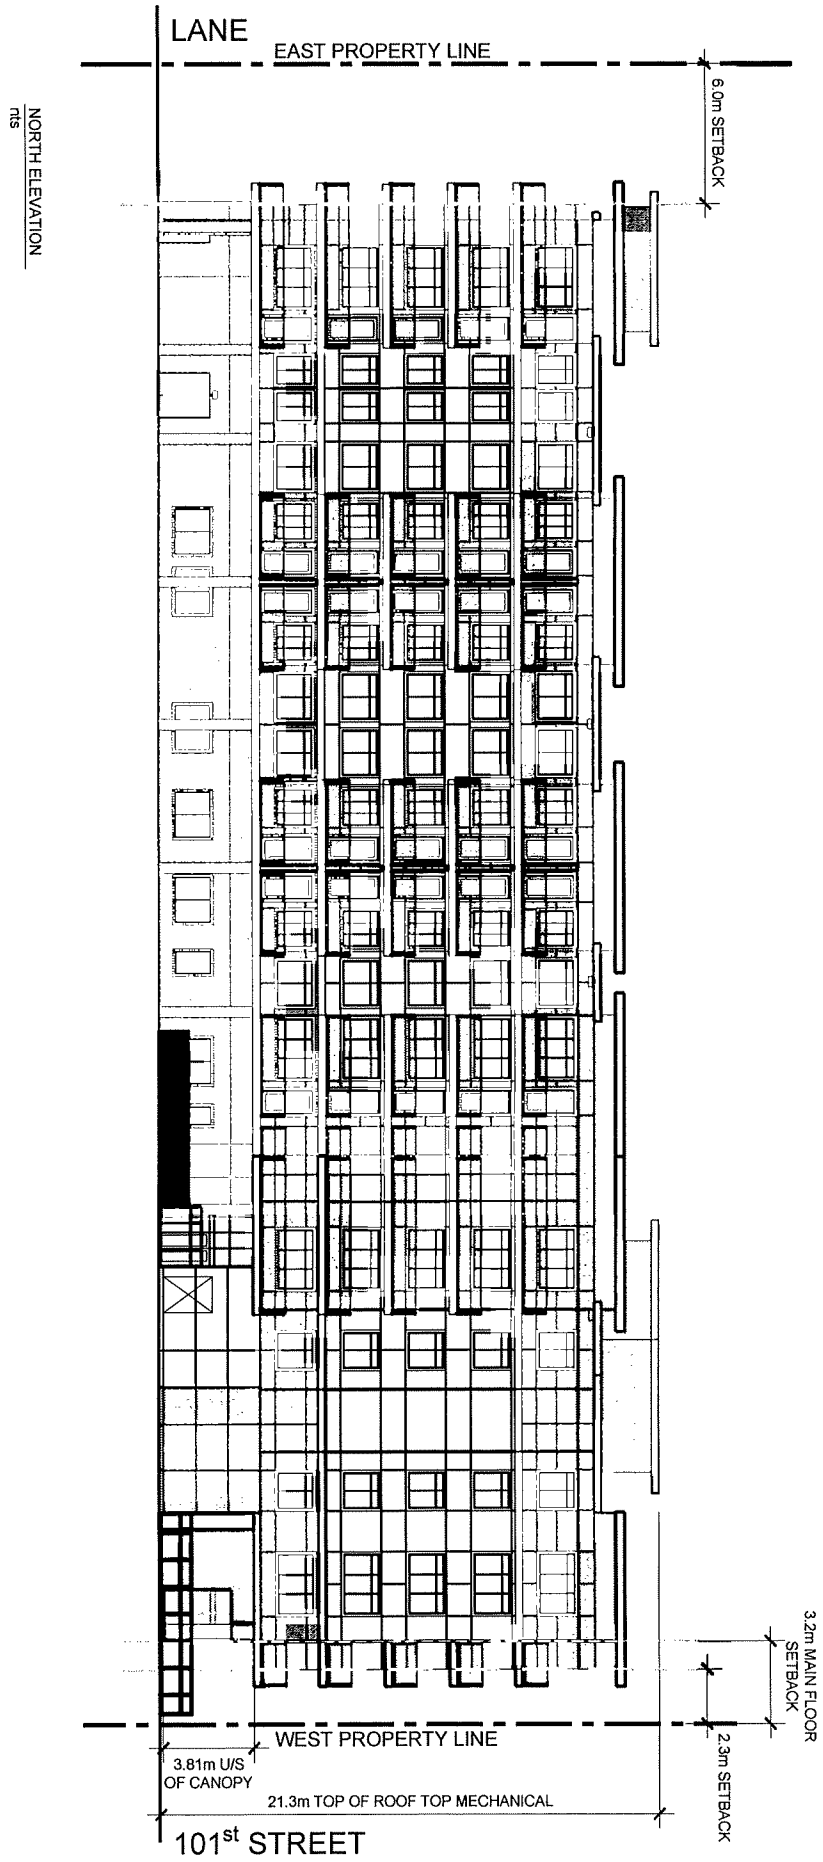 LANE
EAST PROPERTY LINE
6.0m SETBACK
NORTH ELEVATION
nts
3.2m MAIN FLOOR
SETBACK
2.3m SETBACK
WEST PROPERTY LINE
3.81m U/S
OF CANOPY
21.3m TOP OF ROOF TOP MECHANICAL
101st STREET